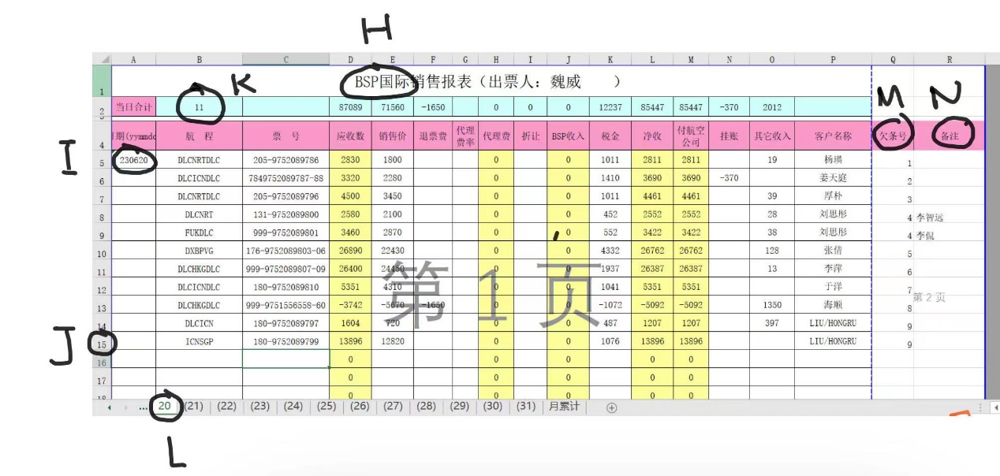 H
A B C D E F G H I J K L M N O P Q R
K
1 BSP国际销售报表（出票人: 魏威 ）
M N
2 当日合计 11 87089 71560 -1650 0 0 0 12237 85447 85447 -370 2012
3
4 期(yymmdd 航 程 票 号 应收数 销售价 退票费 代理费率 代理费 折让 BSP收入 税金 净收 付航空公司 挂账 其它收入 客户名称 欠条号 备注
I
5 230620 DLCNRTDLC 205-9752089786 2830 1800 0 0 1011 2811 2811 19 杨瑛 1
6 DLCICNDLC 7849752089787-88 3320 2280 0 0 1410 3690 3690 -370 姜天庭 2
7 DLCNRTDLC 205-9752089796 4500 3450 0 0 1011 4461 4461 39 厚朴 3
8 DLCNRT 131-9752089800 2580 2100 0 0 452 2552 2552 28 刘思彤 4 李智远
9 FUKDLC 999-9752089801 3460 2870 0 0 552 3422 3422 38 刘思彤 4 李侃
10 DXBPVG 176-9752089803-06 26890 22430 0 0 4332 26762 26762 128 张倩 5
11 DLCHKGDLC 999-9752089807-09 26400 24450 0 0 1937 26387 26387 13 李萍 6
第 1 页
12 DLCICNDLC 180-9752089810 5351 4310 0 0 1041 5351 5351 于洋 7
第 2 页
13 DLCHKGDLC 999-9751556558-60 -3742 -5670 -1650 0 0 -1072 -5092 -5092 1350 海顺 8
14 DLCICN 180-9752089797 1604 720 0 0 487 1207 1207 397 LIU/HONGRU 9
J
15 ICNSGP 180-9752089799 13896 12820 0 0 1076 13896 13896 LIU/HONGRU 9
16 0 0 0 0 0
17 0 0 0 0 0
18 0 0 0 0 0
... 20 (21) (22) (23) (24) (25) (26) (27) (28) (29) (30) (31) 月累计
L